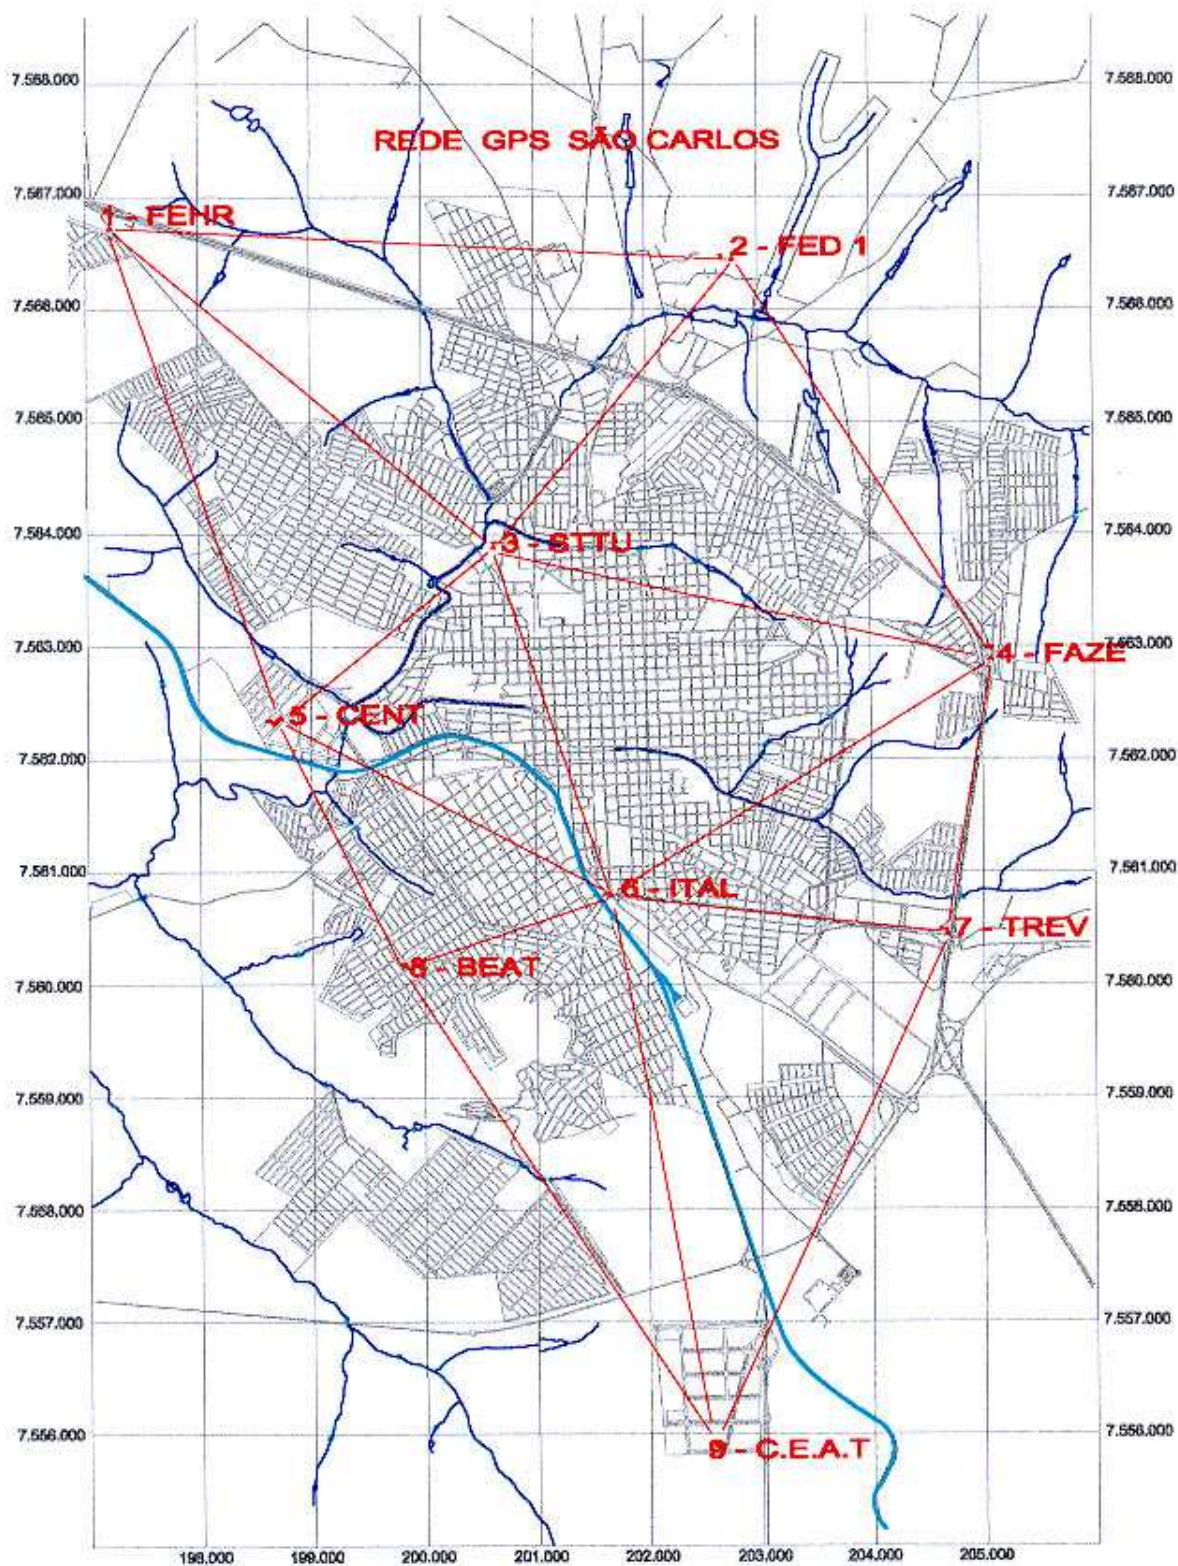 REDE GPS SÃO CARLOS
7.568.000
7.568.000
7.567.000
7.567.000
1 - FEHR
2 - FED 1
7.566.000
7.566.000
7.565.000
7.565.000
7.564.000
7.564.000
3 - STTU
7.563.000
7.563.000
4 - FAZE
5 - CENT
7.562.000
7.562.000
7.561.000
7.561.000
6 - ITAL
7 - TREV
8 - BEAT
7.560.000
7.560.000
7.559.000
7.559.000
7.558.000
7.558.000
7.557.000
7.557.000
7.556.000
7.556.000
9 - C.E.A.T
198.000 199.000 200.000 201.000 202.000 203.000 204.000 205.000